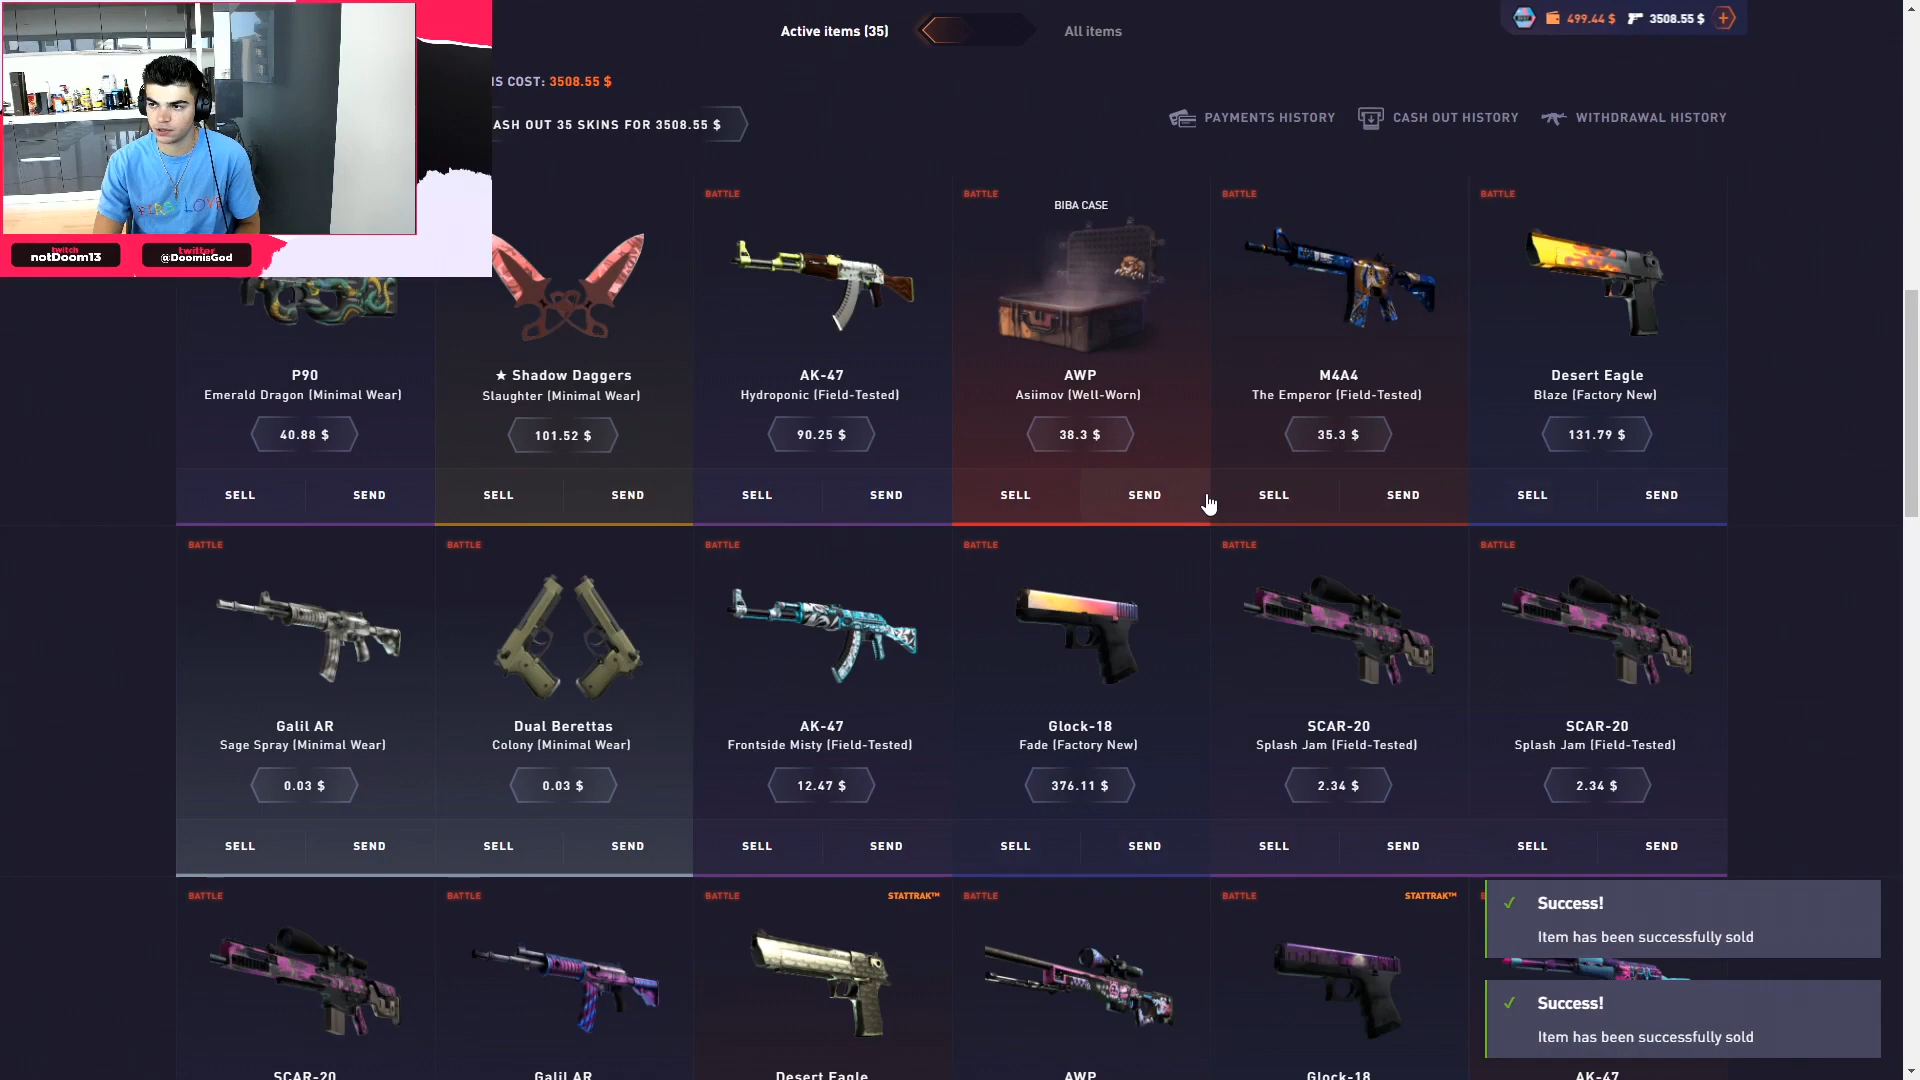 Active items (35)
All items
499.44 $
3508.55 $
S COST: 3508.55 $
ASH OUT 35 SKINS FOR 3508.55 $
PAYMENTS HISTORY
CASH OUT HISTORY
WITHDRAWAL HISTORY
twitch
notDoom13
twitter
@DoomisGod
BATTLE
BATTLE
BATTLE
BATTLE
BIBA CASE
P90
Emerald Dragon (Minimal Wear)
40.88 $
★ Shadow Daggers
Slaughter (Minimal Wear)
101.52 $
AK-47
Hydroponic (Field-Tested)
90.25 $
AWP
Asiimov (Well-Worn)
38.3 $
M4A4
The Emperor (Field-Tested)
35.3 $
Desert Eagle
Blaze (Factory New)
131.79 $
SELL SEND
SELL SEND
SELL SEND
SELL SEND
SELL SEND
SELL SEND
BATTLE
BATTLE
BATTLE
BATTLE
BATTLE
BATTLE
Galil AR
Sage Spray (Minimal Wear)
0.03 $
Dual Berettas
Colony (Minimal Wear)
0.03 $
AK-47
Frontside Misty (Field-Tested)
12.47 $
Glock-18
Fade (Factory New)
376.11 $
SCAR-20
Splash Jam (Field-Tested)
2.34 $
SCAR-20
Splash Jam (Field-Tested)
2.34 $
SELL SEND
SELL SEND
SELL SEND
SELL SEND
SELL SEND
SELL SEND
BATTLE
BATTLE
BATTLE
STATTRAK™
BATTLE
BATTLE
STATTRAK™
SCAR-20
Galil AR
Desert Eagle
AWP
Glock-18
AK-47
Success!
Item has been successfully sold
Success!
Item has been successfully sold